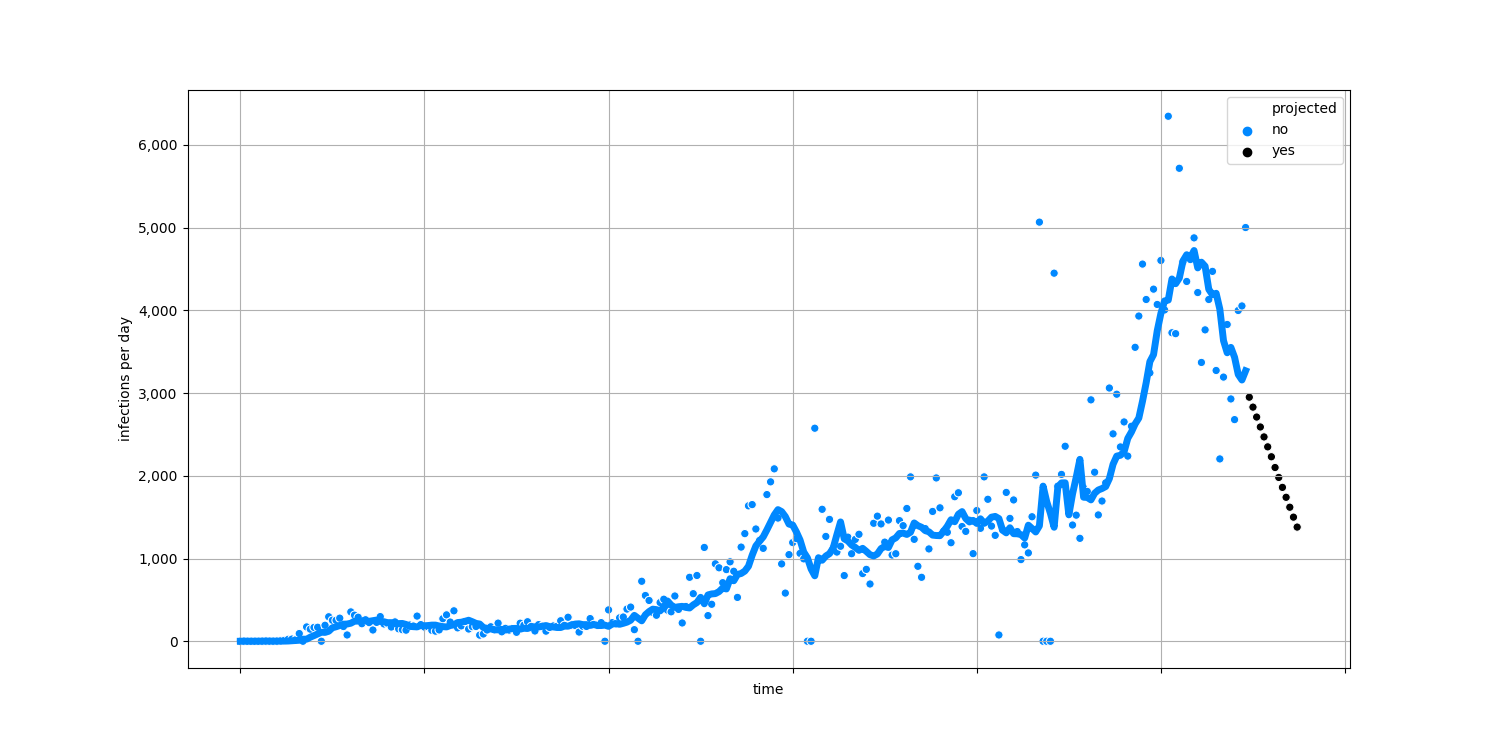 projected
no
yes
6,000
5,000
4,000
3,000
2,000
1,000
0
infections per day
time